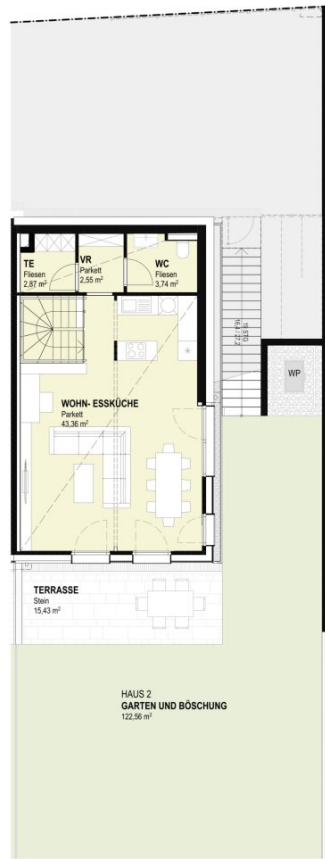 TE
Fliesen
2,87 m²
VR
Parkett
2,55 m²
WC
Fliesen
3,74 m²
WP
WOHN- ESSKÜCHE
Parkett
43,36 m²
TERRASSE
Stein
15,43 m²
HAUS 2
GARTEN UND BÖSCHUNG
122,56 m²